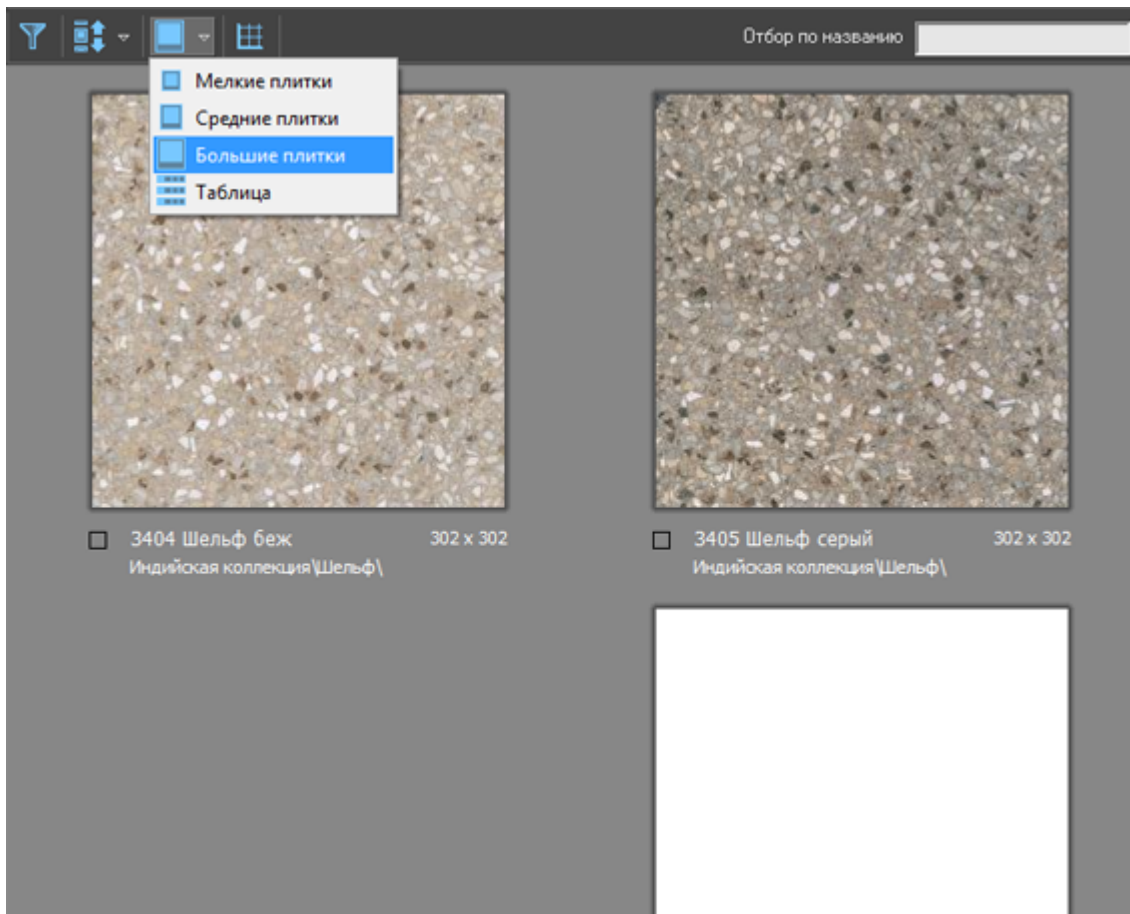 Отбор по названию
Мелкие плитки
Средние плитки
Большие плитки
Таблица
3404 Шельф беж 302 x 302
Индийская коллекция\Шельф\
3405 Шельф серый 302 x 302
Индийская коллекция\Шельф\